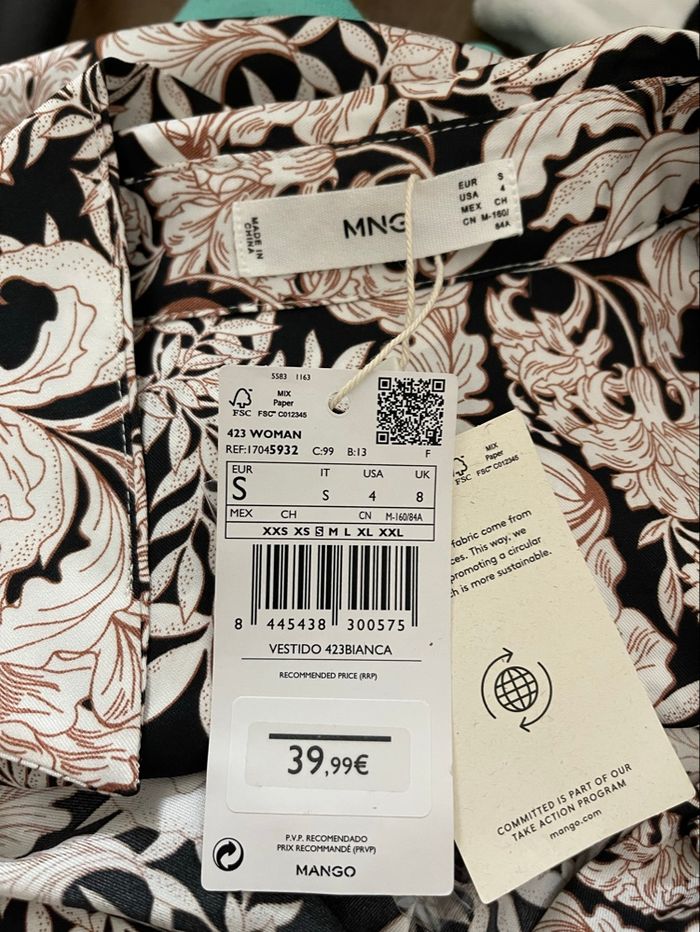 MADE IN
CHINA
MNG
EUR S
USA 4
MEX CH
CN M-160/
84A
5583 1163
MIX
Paper
FSC
FSC™ C012345
423 WOMAN
REF:17045932 C:99 B:13 F
EUR IT USA UK
S S 4 8
MEX CH CN M-160/84A
XXS XS S M L XL XXL
8 445438 300575
VESTIDO 423BIANCA
RECOMMENDED PRICE (RRP)
39,99€
P.V.P. RECOMENDADO
PRIX RECOMMANDÉ (PRVP)
MANGO
MIX
Paper
FSC
FSC™ C012345
fabric come from
ces. This way, we
promoting a circular
h is more sustainable.
COMMITTED IS PART OF OUR
TAKE ACTION PROGRAM
mango.com